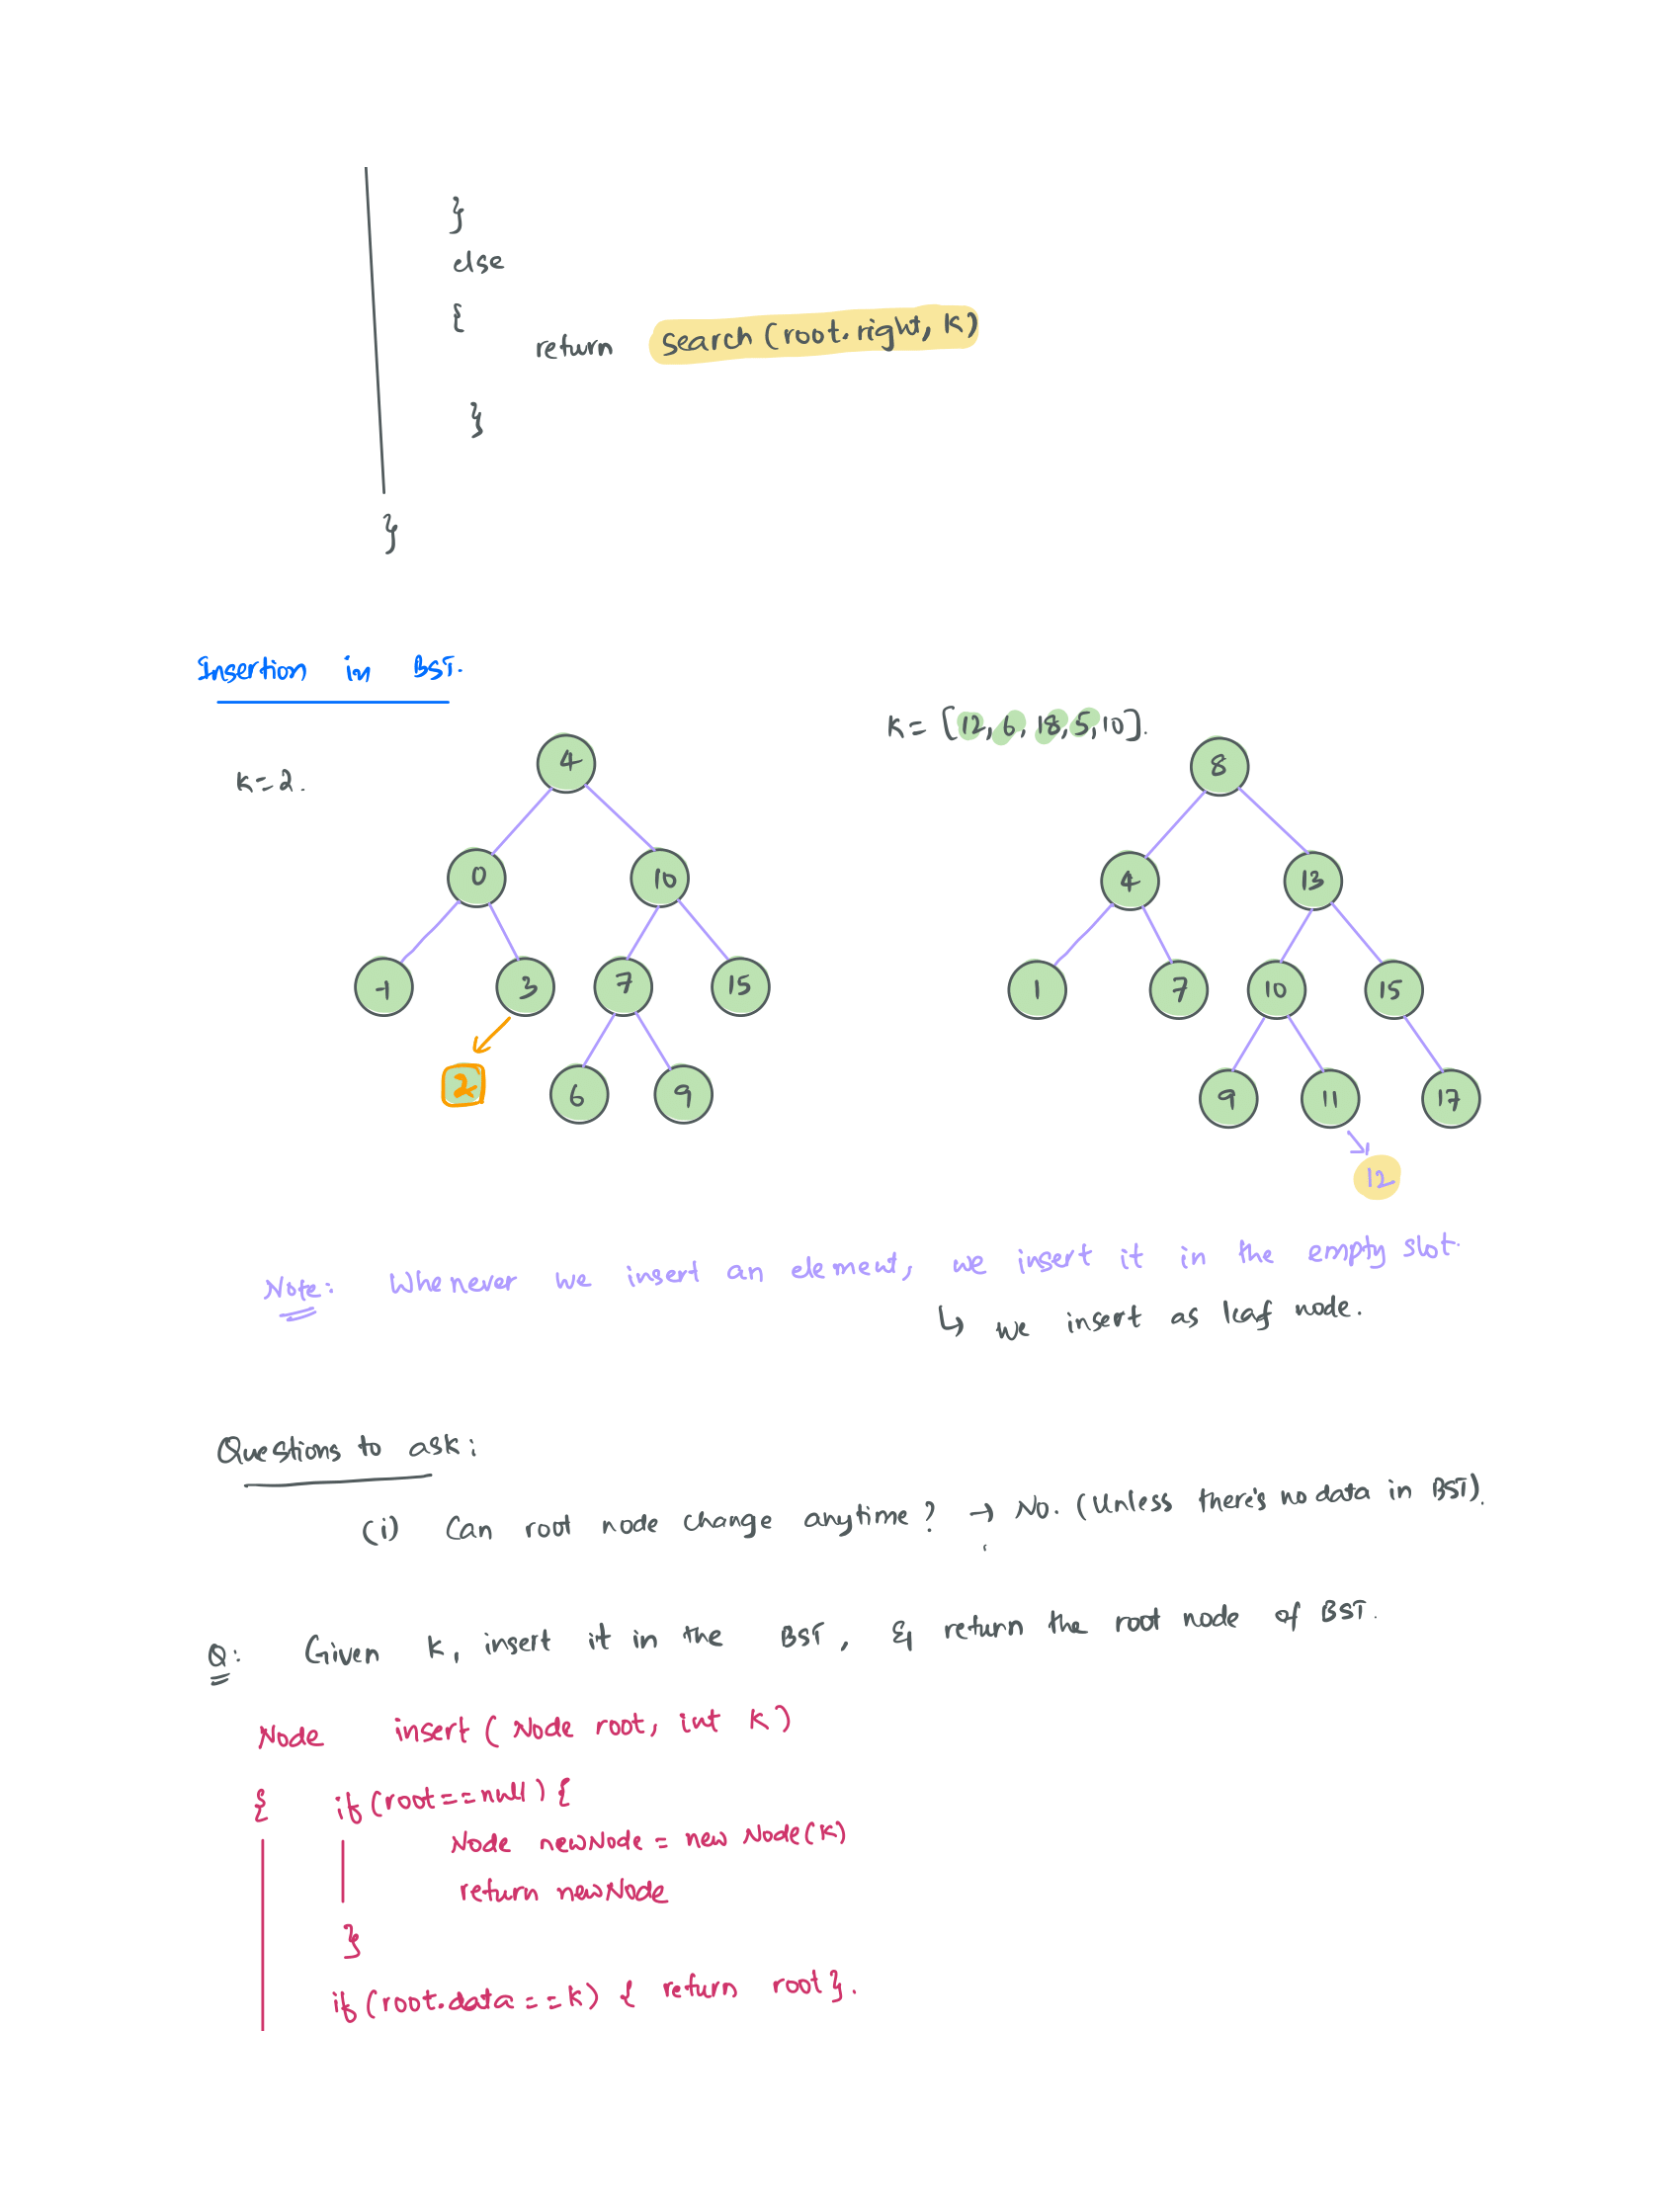 }
else
{
return search(root.right, K)
}
}
Insertion in BST.
K=2.
K= [12, 6, 18, 5, 10].
4
0 10
-1 3 7 15
2 6 9
8
4 13
1 7 10 15
9 11 17
12
Note: Whenever we insert an element, we insert it in the empty slot.
↳ we insert as leaf node.
Questions to ask:
(i) Can root node change anytime? → No. (Unless there's no data in BST).
Q: Given K, insert it in the BST, & return the root node of BST.
Node insert (Node root, int K)
{ if (root==null) {
Node newNode = new Node(K)
return newNode
}
if (root.data==K) { return root}.